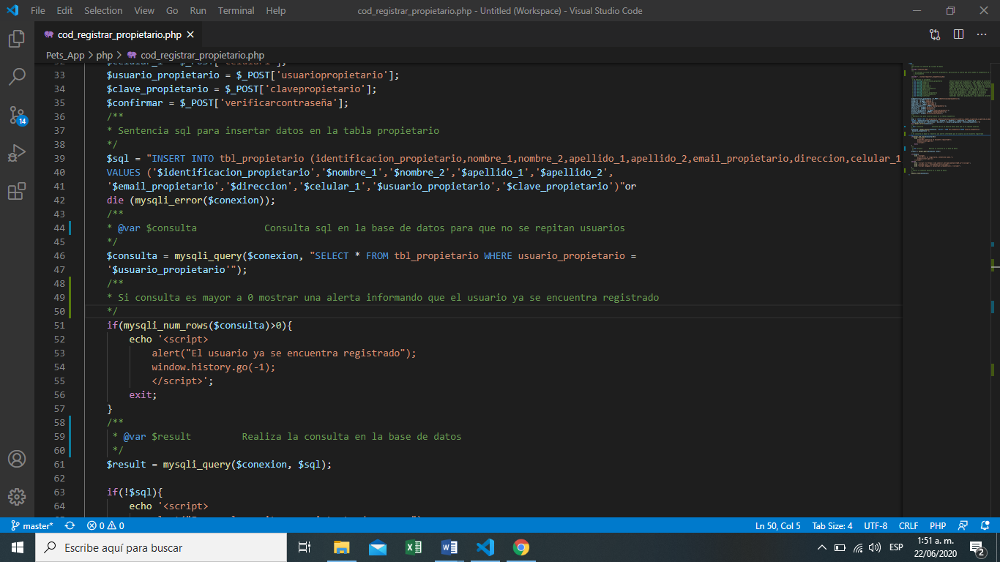 File Edit Selection View Go Run Terminal Help cod_registrar_propietario.php - Untitled (Workspace) - Visual Studio Code
cod_registrar_propietario.php
Pets_App > php > cod_registrar_propietario.php
33 $usuario_propietario = $_POST['usuariopropietario'];
34 $clave_propietario = $_POST['clavepropietario'];
35 $confirmar = $_POST['verificarcontraseña'];
36 /**
37 * Sentencia sql para insertar datos en la tabla propietario
38 */
39 $sql = "INSERT INTO tbl_propietario (identificacion_propietario,nombre_1,nombre_2,apellido_1,apellido_2,email_propietario,direccion,celular_1
40 VALUES ('$identificacion_propietario','$nombre_1','$nombre_2','$apellido_1','$apellido_2',
41 '$email_propietario','$direccion','$celular_1','$usuario_propietario','$clave_propietario')"or
42 die (mysqli_error($conexion));
43 /**
44 * @var $consulta Consulta sql en la base de datos para que no se repitan usuarios
45 */
46 $consulta = mysqli_query($conexion, "SELECT * FROM tbl_propietario WHERE usuario_propietario =
47 '$usuario_propietario'");
48 /**
49 * Si consulta es mayor a 0 mostrar una alerta informando que el usuario ya se encuentra registrado
50 */
51 if(mysqli_num_rows($consulta)>0){
52 echo '<script>
53 alert("El usuario ya se encuentra registrado");
54 window.history.go(-1);
55 </script>';
56 exit;
57 }
58 /**
59 * @var $result Realiza la consulta en la base de datos
60 */
61 $result = mysqli_query($conexion, $sql);
62
63 if(!$sql){
64 echo '<script>
14
master* 0 0 Ln 50, Col 5 Tab Size: 4 UTF-8 CRLF PHP
Escribe aquí para buscar
ESP
1:51 a. m.
22/06/2020
2